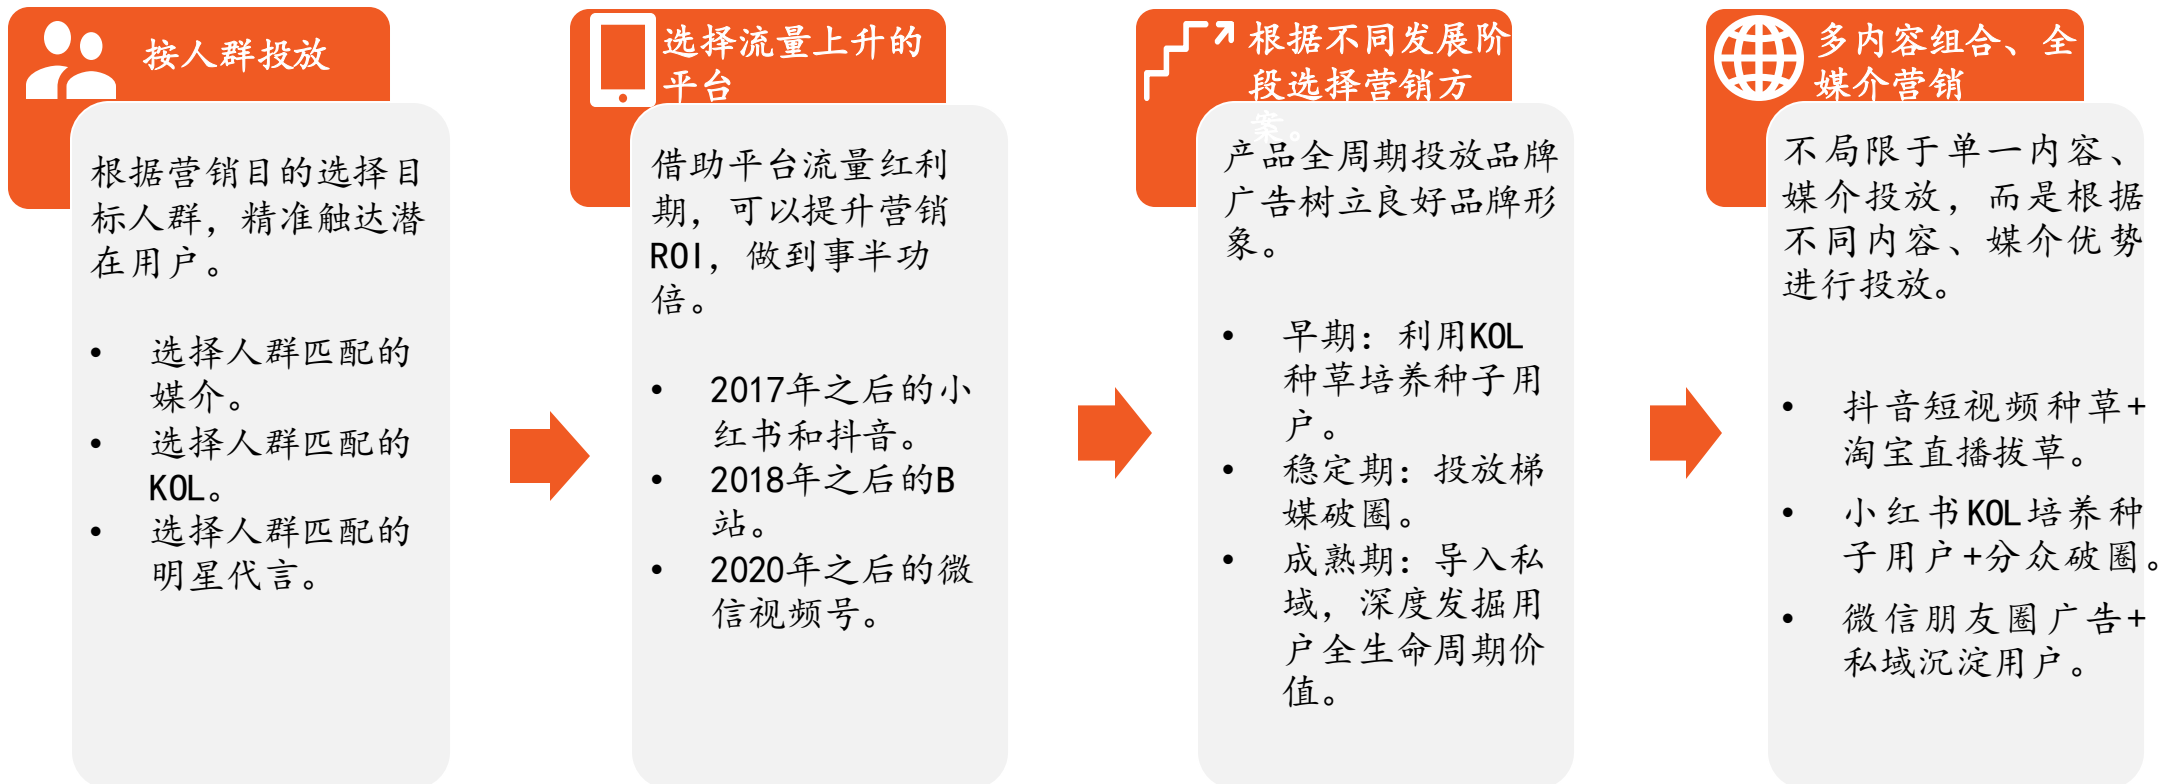 按人群投放
根据营销目的选择目
标人群，精准触达潜
在用户。
• 选择人群匹配的
媒介。
• 选择人群匹配的
KOL。
• 选择人群匹配的
明星代言。
选择流量上升的
平台
借助平台流量红利
期，可以提升营销
ROI，做到事半功
倍。
• 2017年之后的小
红书和抖音。
• 2018年之后的B
站。
• 2020年之后的微
信视频号。
根据不同发展阶
段选择营销方
案。
产品全周期投放品牌
广告树立良好品牌形
象。
• 早期：利用KOL
种草培养种子用
户。
• 稳定期：投放梯
媒破圈。
• 成熟期：导入私
域，深度发掘用
户全生命周期价
值。
多内容组合、全
媒介营销
不局限于单一内容、
媒介投放，而是根据
不同内容、媒介优势
进行投放。
• 抖音短视频种草+
淘宝直播拔草。
• 小红书KOL培养种
子用户+分众破圈。
• 微信朋友圈广告+
私域沉淀用户。